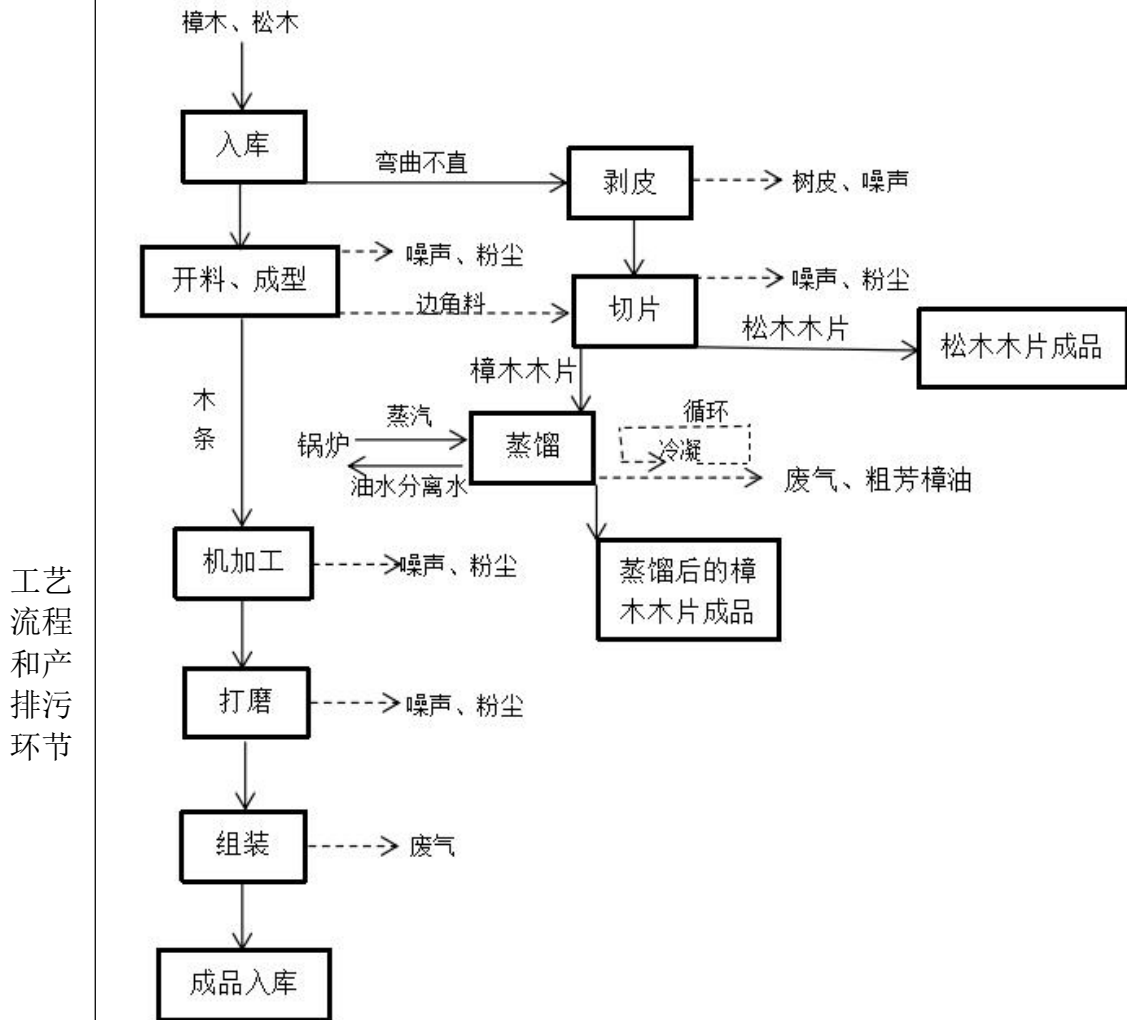 樟木、松木
入库
弯曲不直
剥皮
树皮、噪声
开料、成型
噪声、粉尘
边角料
切片
噪声、粉尘
松木木片
松木木片成品
樟木木片
木
条
锅炉
蒸汽
油水分离水
蒸馏
循环
冷凝
废气、粗芳樟油
蒸馏后的樟
木木片成品
机加工
噪声、粉尘
工艺
流程
和产
排污
环节
打磨
噪声、粉尘
组装
废气
成品入库